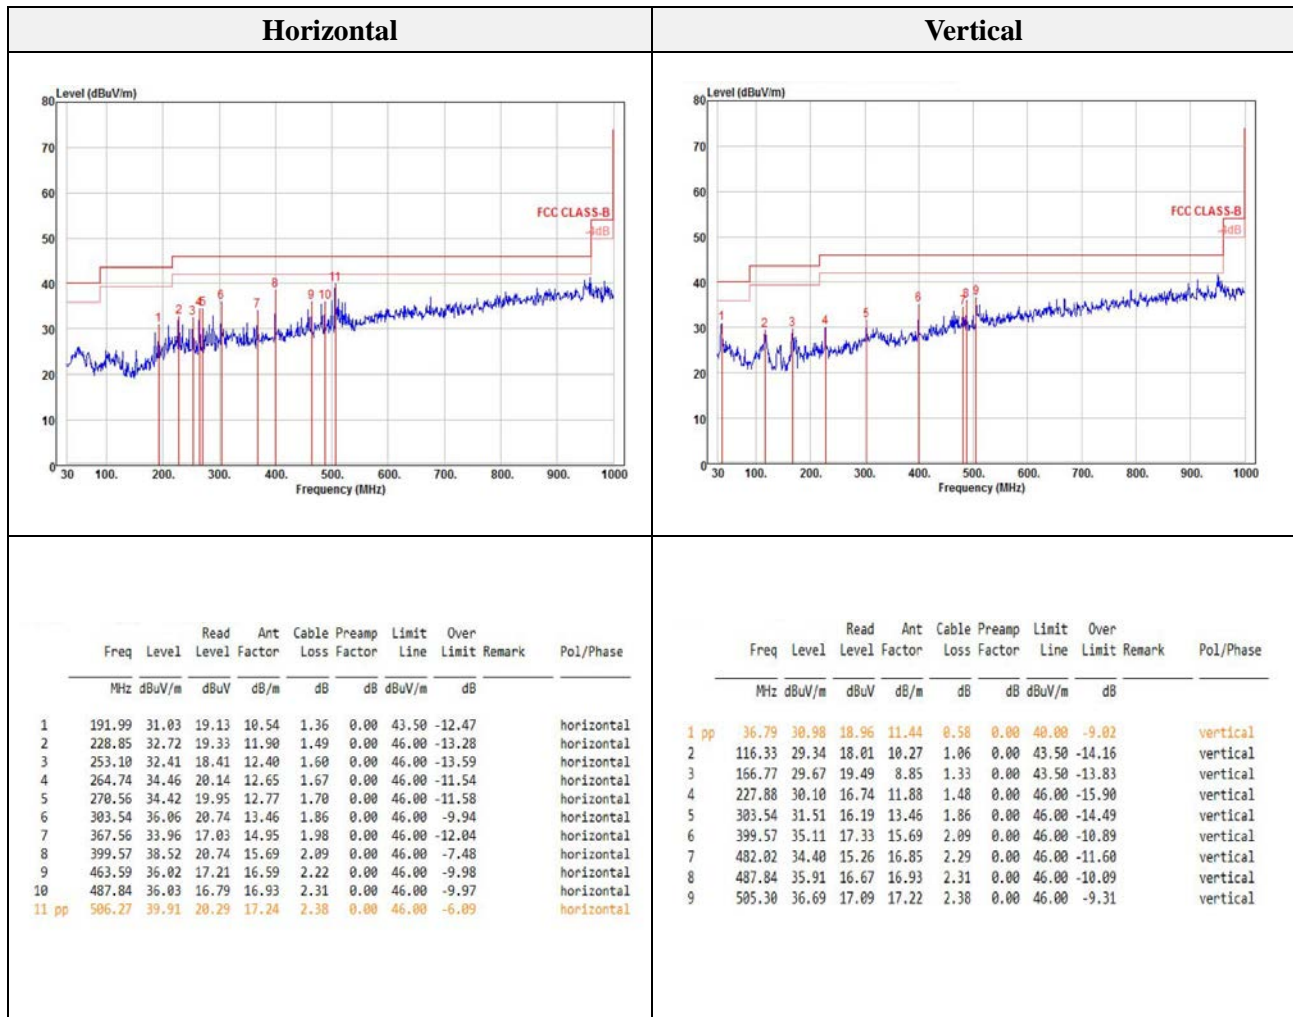 Horizontal
Vertical
Level (dBuV/m)
80
70
60
FCC CLASS-B
50
-4dB
40
30
20
10
0
1 2 3 4 5 6 7 8 9 10 11
30 100. 200. 300. 400. 500. 600. 700. 800. 900. 1000
Frequency (MHz)
Level (dBuV/m)
80
70
60
FCC CLASS-B
50
-4dB
40
30
20
10
0
1 2 3 4 5 6 7 8 9
30 100. 200. 300. 400. 500. 600. 700. 800. 900. 1000
Frequency (MHz)
Read Ant Cable Preamp Limit Over
Freq Level Level Factor Loss Factor Line Limit Remark Pol/Phase
MHz dBuV/m dBuV dB/m dB dB dBuV/m dB
1 191.99 31.03 19.13 10.54 1.36 0.00 43.50 -12.47 horizontal
2 228.85 32.72 19.33 11.90 1.49 0.00 46.00 -13.28 horizontal
3 253.10 32.41 18.41 12.40 1.60 0.00 46.00 -13.59 horizontal
4 264.74 34.46 20.14 12.65 1.67 0.00 46.00 -11.54 horizontal
5 270.56 34.42 19.95 12.77 1.70 0.00 46.00 -11.58 horizontal
6 303.54 36.06 20.74 13.46 1.86 0.00 46.00 -9.94 horizontal
7 367.56 33.96 17.03 14.95 1.98 0.00 46.00 -12.04 horizontal
8 399.57 38.52 20.74 15.69 2.09 0.00 46.00 -7.48 horizontal
9 463.59 36.02 17.21 16.59 2.22 0.00 46.00 -9.98 horizontal
10 487.84 36.03 16.79 16.93 2.31 0.00 46.00 -9.97 horizontal
11 pp 506.27 39.91 20.29 17.24 2.38 0.00 46.00 -6.09 horizontal
Read Ant Cable Preamp Limit Over
Freq Level Level Factor Loss Factor Line Limit Remark Pol/Phase
MHz dBuV/m dBuV dB/m dB dB dBuV/m dB
1 pp 36.79 30.98 18.96 11.44 0.58 0.00 40.00 -9.02 vertical
2 116.33 29.34 18.01 10.27 1.06 0.00 43.50 -14.16 vertical
3 166.77 29.67 19.49 8.85 1.33 0.00 43.50 -13.83 vertical
4 227.88 30.10 16.74 11.88 1.48 0.00 46.00 -15.90 vertical
5 303.54 31.51 16.19 13.46 1.86 0.00 46.00 -14.49 vertical
6 399.57 35.11 17.33 15.69 2.09 0.00 46.00 -10.89 vertical
7 482.02 34.40 15.26 16.85 2.29 0.00 46.00 -11.60 vertical
8 487.84 35.91 16.67 16.93 2.31 0.00 46.00 -10.09 vertical
9 505.30 36.69 17.09 17.22 2.38 0.00 46.00 -9.31 vertical